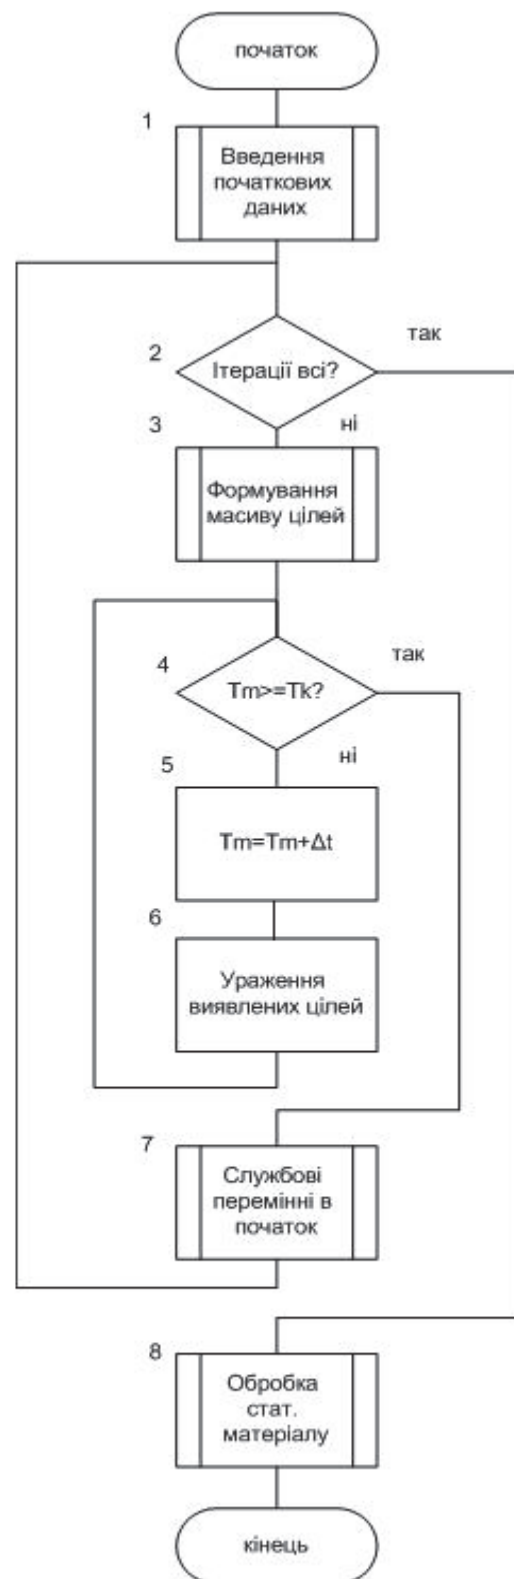 початок
1
Введення
початкових
даних
так
2
Ітерації всі?
3
ні
Формування
масиву цілей
4
так
Tm>=Tk?
5
ні
Tm=Tm+Δt
6
Ураження
виявлених цілей
7
Службові
перемінні в
початок
8
Обробка
стат.
матеріалу
кінець